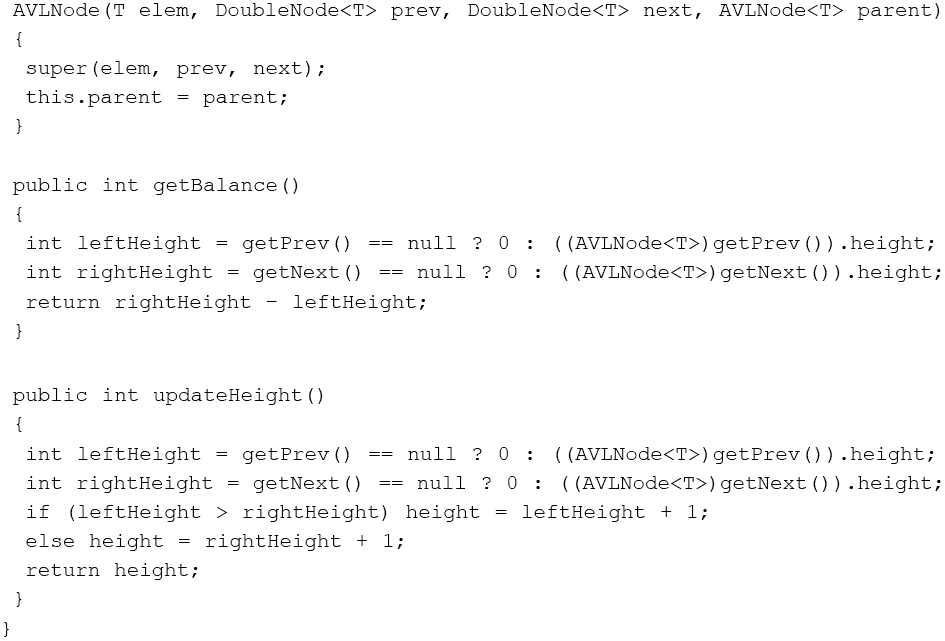 AVLNode(T elem, DoubleNode<T> prev, DoubleNode<T> next, AVLNode<T> parent)
{
super(elem, prev, next);
this.parent = parent;
}
public int getBalance()
{
int leftHeight = getPrev() == null ? 0 : ((AVLNode<T>)getPrev()).height;
int rightHeight = getNext() == null ? 0 : ((AVLNode<T>)getNext()).height;
return rightHeight - leftHeight;
}
public int updateHeight()
{
int leftHeight = getPrev() == null ? 0 : ((AVLNode<T>)getPrev()).height;
int rightHeight = getNext() == null ? 0 : ((AVLNode<T>)getNext()).height;
if (leftHeight > rightHeight) height = leftHeight + 1;
else height = rightHeight + 1;
return height;
}
}